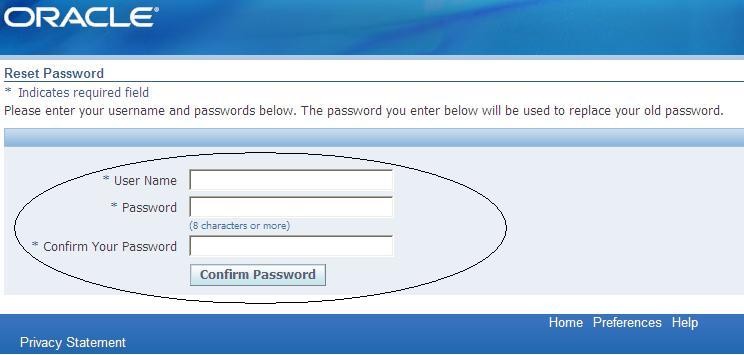 ORACLE®
Reset Password
* Indicates required field
Please enter your username and passwords below. The password you enter below will be used to replace your old password.
* User Name
* Password
(8 characters or more)
* Confirm Your Password
Confirm Password
Home Preferences Help
Privacy Statement